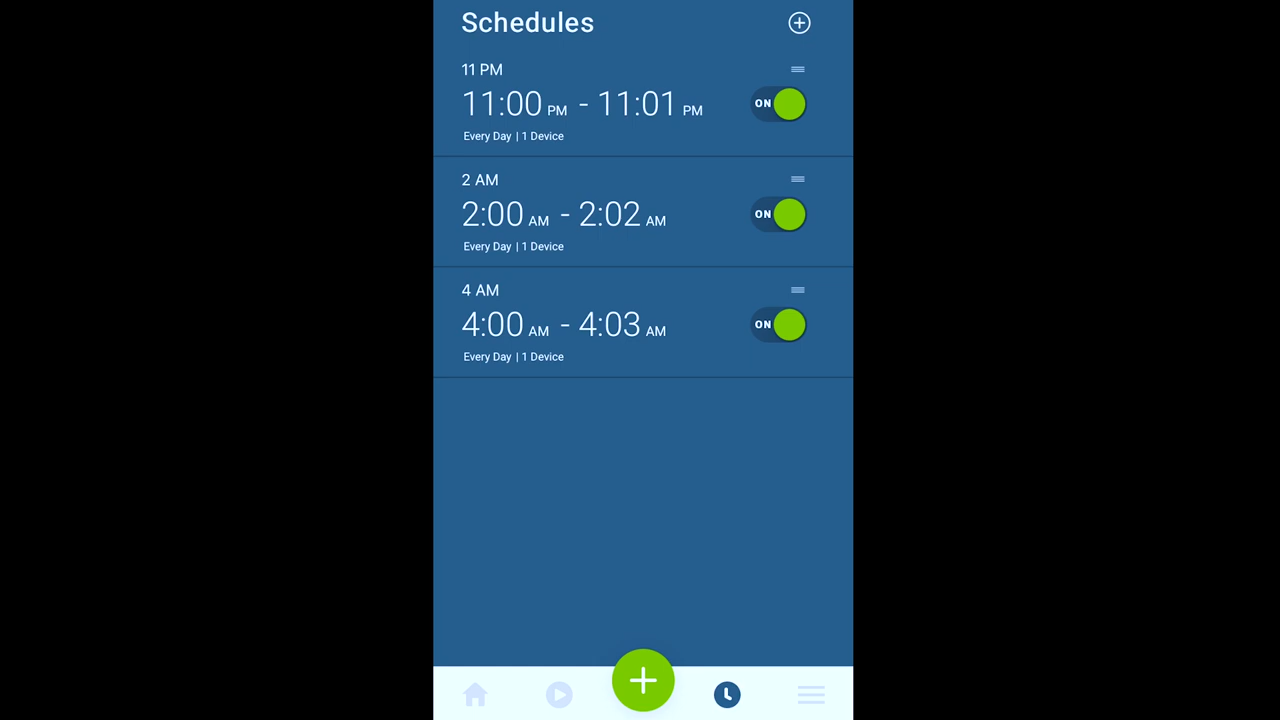 Schedules
11 PM
11:00 PM - 11:01 PM
ON
Every Day | 1 Device
2 AM
2:00 AM - 2:02 AM
ON
Every Day | 1 Device
4 AM
4:00 AM - 4:03 AM
ON
Every Day | 1 Device